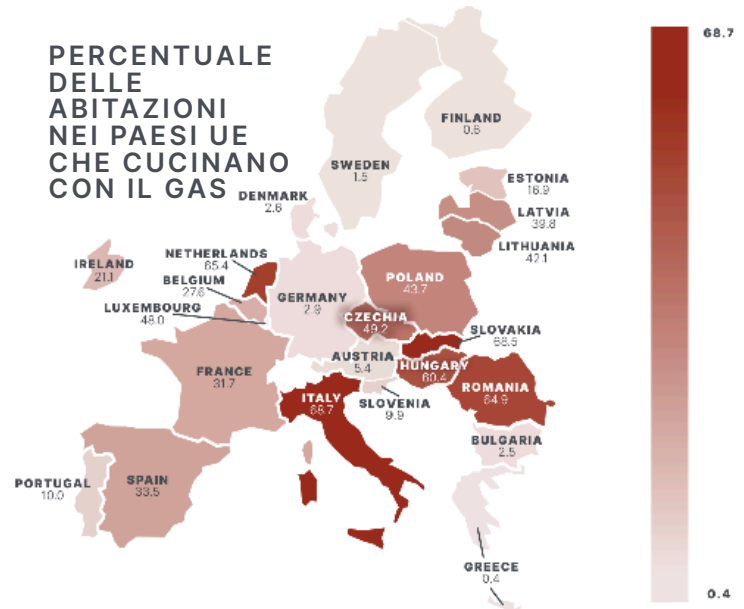 PERCENTUALE
DELLE
ABITAZIONI
NEI PAESI UE
CHE CUCINANO
CON IL GAS
68.7
FINLAND
0.6
SWEDEN
1.5
ESTONIA
16.9
DENMARK
2.6
LATVIA
39.8
LITHUANIA
42.1
NETHERLANDS
65.4
IRELAND
21.1
BELGIUM
27.6
POLAND
43.7
GERMANY
2.9
LUXEMBOURG
48.0
CZECHIA
49.2
SLOVAKIA
68.5
AUSTRIA
5.4
HUNGARY
60.4
FRANCE
31.7
ROMANIA
64.9
ITALY
68.7
SLOVENIA
9.9
BULGARIA
2.5
PORTUGAL
10.0
SPAIN
33.5
GREECE
0.4
0.4